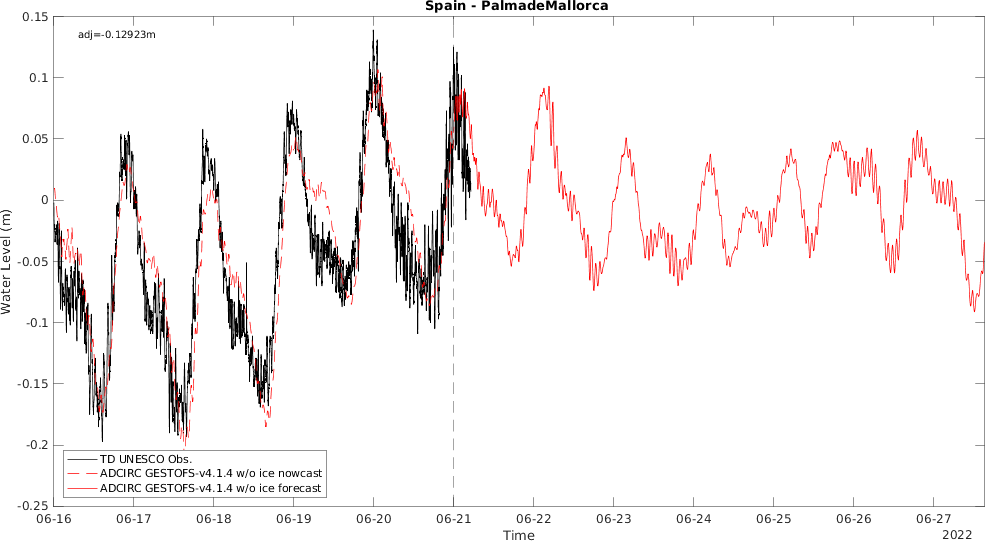 Spain - PalmadeMallorca
adj=-0.12923m
0.15
0.1
0.05
0
-0.05
-0.1
-0.15
-0.2
-0.25
Water Level (m)
TD UNESCO Obs.
ADCIRC GESTOFS-v4.1.4 w/o ice nowcast
ADCIRC GESTOFS-v4.1.4 w/o ice forecast
06-16 06-17 06-18 06-19 06-20 06-21 06-22 06-23 06-24 06-25 06-26 06-27
Time
2022